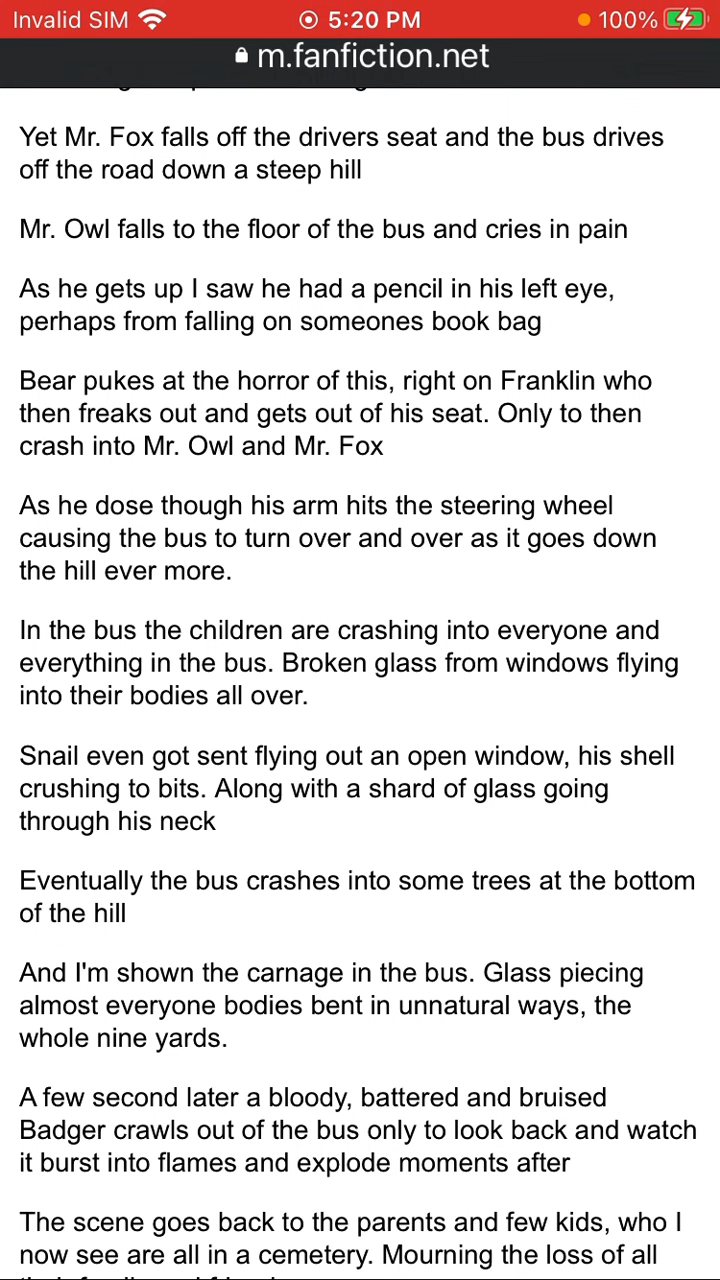 Invalid SIM 5:20 PM 100%
m.fanfiction.net
Yet Mr. Fox falls off the drivers seat and the bus drives
off the road down a steep hill
Mr. Owl falls to the floor of the bus and cries in pain
As he gets up I saw he had a pencil in his left eye,
perhaps from falling on someones book bag
Bear pukes at the horror of this, right on Franklin who
then freaks out and gets out of his seat. Only to then
crash into Mr. Owl and Mr. Fox
As he dose though his arm hits the steering wheel
causing the bus to turn over and over as it goes down
the hill ever more.
In the bus the children are crashing into everyone and
everything in the bus. Broken glass from windows flying
into their bodies all over.
Snail even got sent flying out an open window, his shell
crushing to bits. Along with a shard of glass going
through his neck
Eventually the bus crashes into some trees at the bottom
of the hill
And I'm shown the carnage in the bus. Glass piecing
almost everyone bodies bent in unnatural ways, the
whole nine yards.
A few second later a bloody, battered and bruised
Badger crawls out of the bus only to look back and watch
it burst into flames and explode moments after
The scene goes back to the parents and few kids, who I
now see are all in a cemetery. Mourning the loss of all